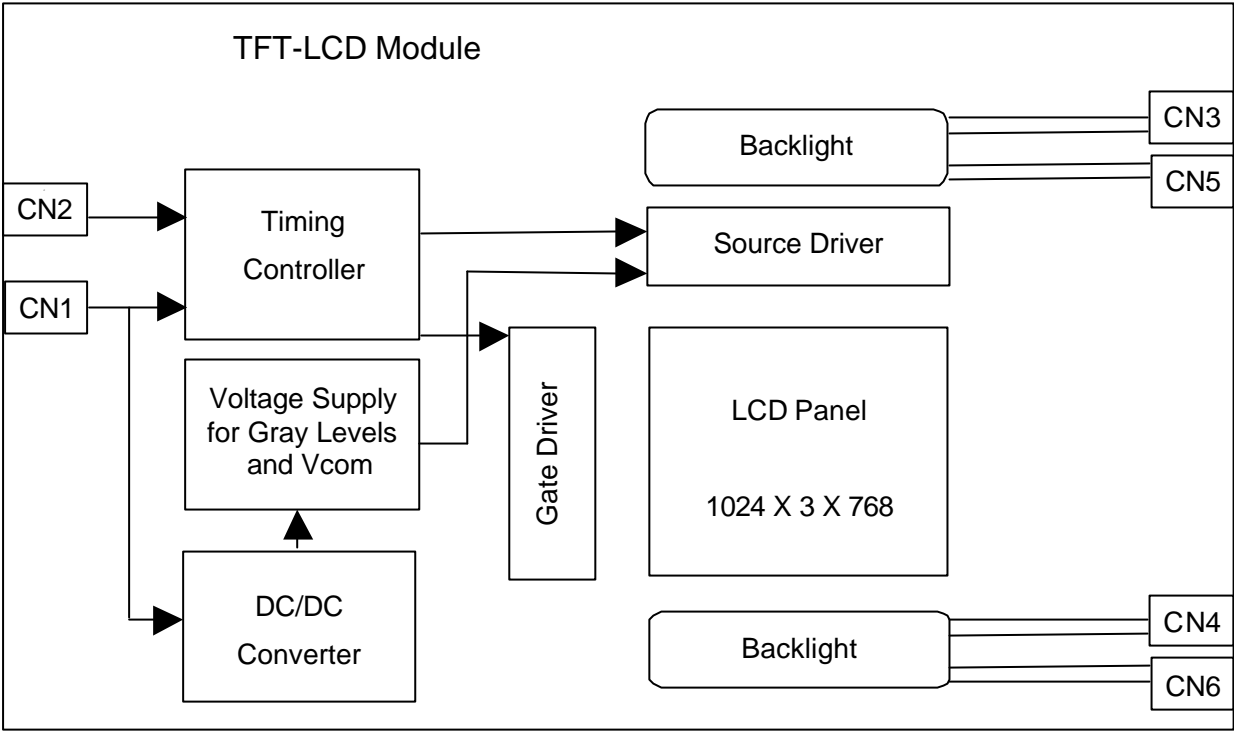 TFT-LCD Module
CN3
Backlight
CN5
CN2
Timing
Controller
Source Driver
CN1
Voltage Supply
for Gray Levels
and Vcom
Gate Driver
LCD Panel
1024 X 3 X 768
DC/DC
Converter
Backlight
CN4
CN6